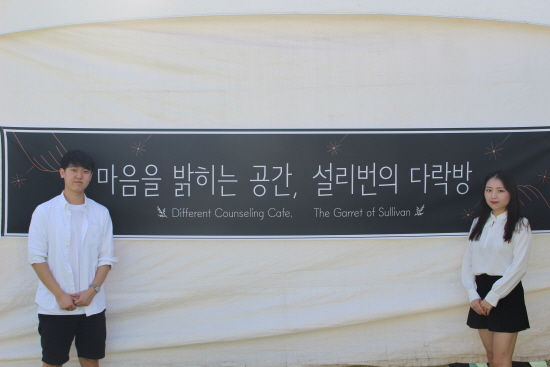 마음을 밝히는 공간, 설리번의 다락방
Different Counseling Cafe, The Garret of Sullivan